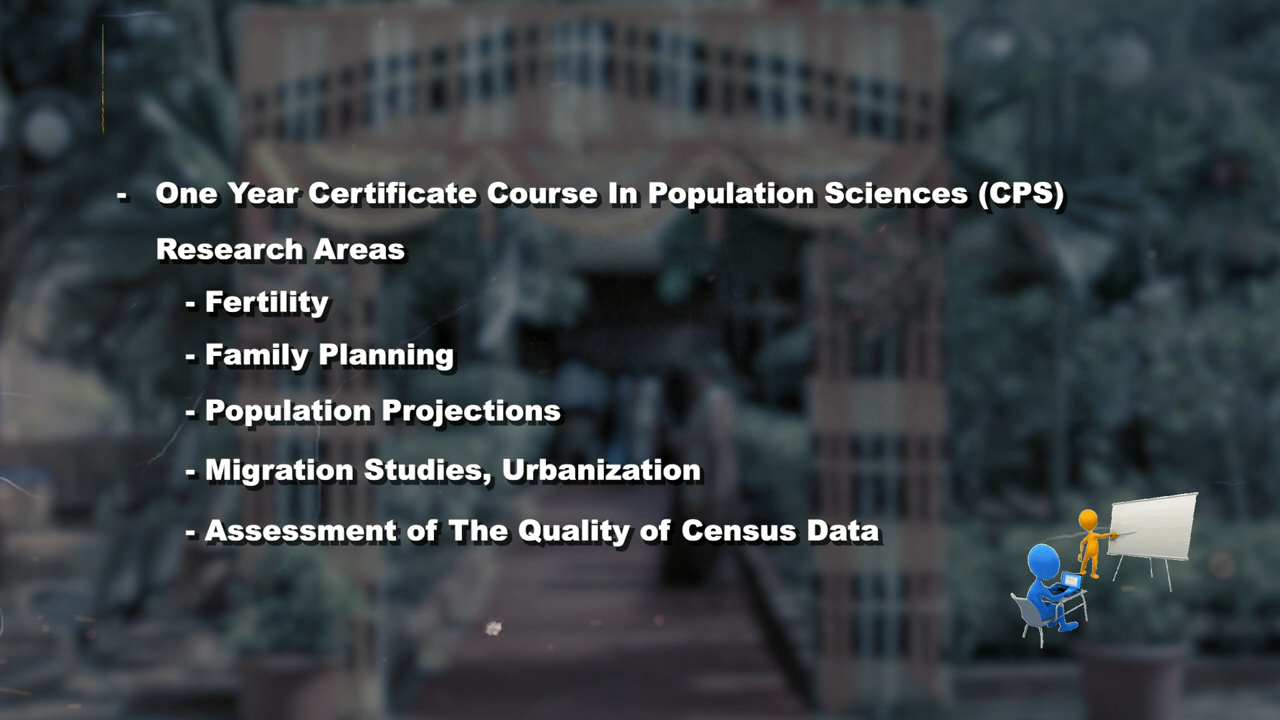 - One Year Certificate Course In Population Sciences (CPS)
Research Areas
- Fertility
- Family Planning
- Population Projections
- Migration Studies, Urbanization
- Assessment of The Quality of Census Data